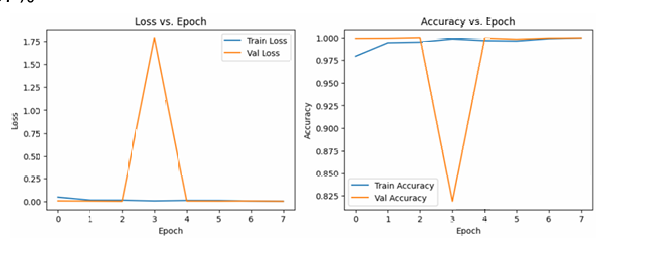 Loss vs. Epoch
1.75
1.50
1.25
1.00
0.75
0.50
0.25
0.00
Loss
Train Loss
Val Loss
0 1 2 3 4 5 6 7
Epoch
Accuracy vs. Epoch
1.000
0.975
0.950
0.925
0.900
0.875
0.850
0.825
Accuracy
Train Accuracy
Val Accuracy
0 1 2 3 4 5 6 7
Epoch